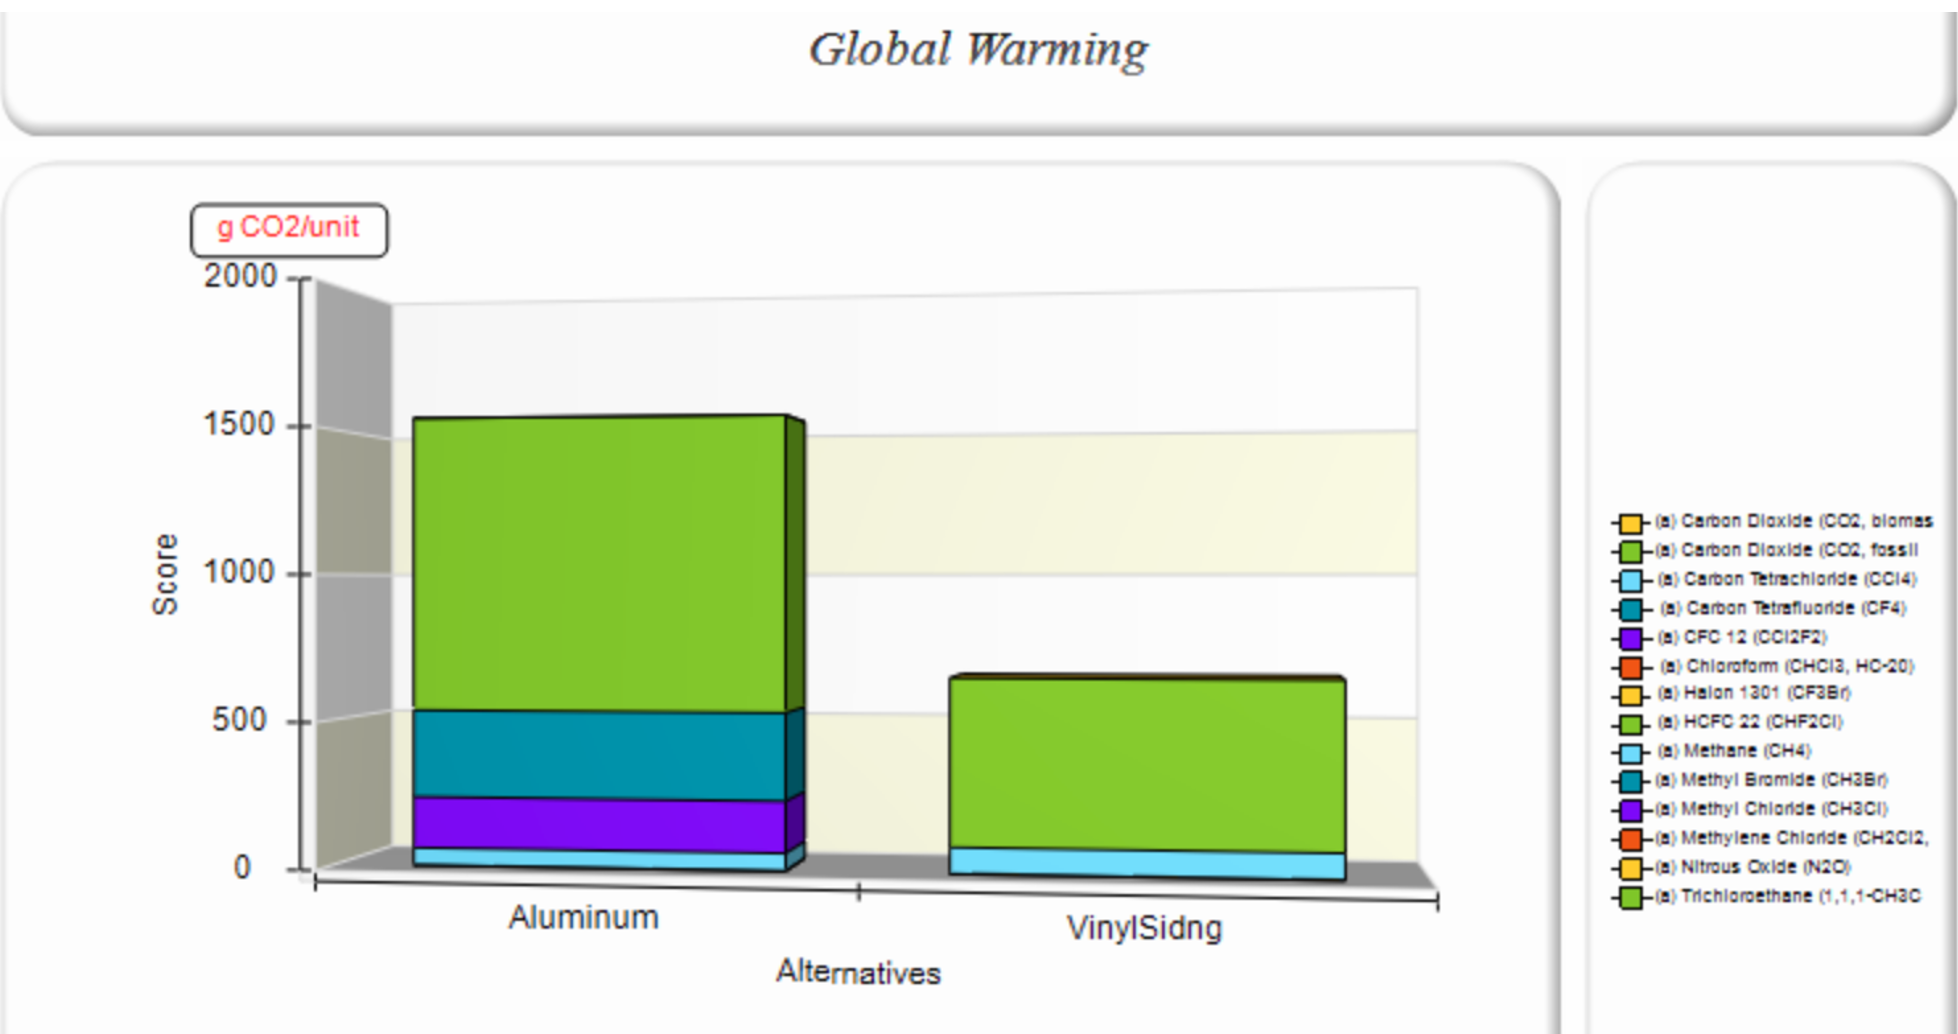 Global Warming
g CO2/unit
2000
1500
1000
500
0
Score
Aluminum
VinylSidng
Alternatives
(a) Carbon Dioxide (CO2, biomas
(a) Carbon Dioxide (CO2, fossil
(a) Carbon Tetrachloride (CCl4)
(a) Carbon Tetrafluoride (CF4)
(a) CFC 12 (CCl2F2)
(a) Chloroform (CHCl3, HC-20)
(a) Halon 1301 (CF3Br)
(a) HCFC 22 (CHF2Cl)
(a) Methane (CH4)
(a) Methyl Bromide (CH3Br)
(a) Methyl Chloride (CH3Cl)
(a) Methylene Chloride (CH2Cl2,
(a) Nitrous Oxide (N2O)
(a) Trichloroethane (1,1,1-CH3C